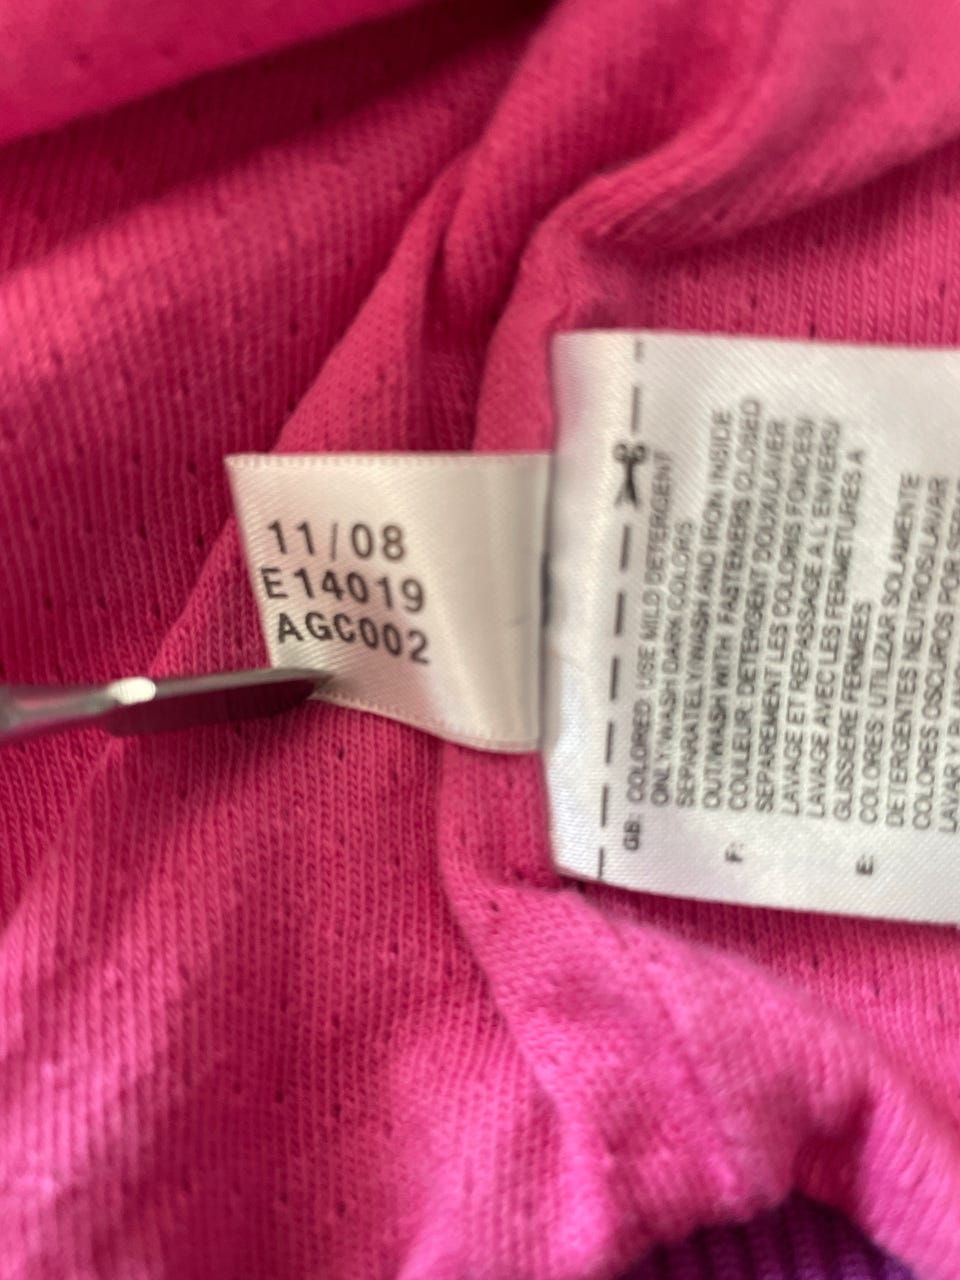 11/08
E14019
AGC002
GB: COLORED: USE MILD DETERGENT
ONLY/WASH DARK COLORS
SEPARATELY/WASH AND IRON INSIDE
OUT/WASH WITH FASTENERS CLOSED
F: COULEUR: DETERGENT DOUX/LAVER
SEPAREMENT LES COLORIS FONCES/
LAVAGE ET REPASSAGE A L'ENVERS/
LAVAGE AVEC LES FERMETURES A
GLISSIERE FERMEES
E: COLORES: UTILIZAR SOLAMENTE
DETERGENTES NEUTROS/LAVAR
COLORES OSCUROS POR SEP
LAVAR